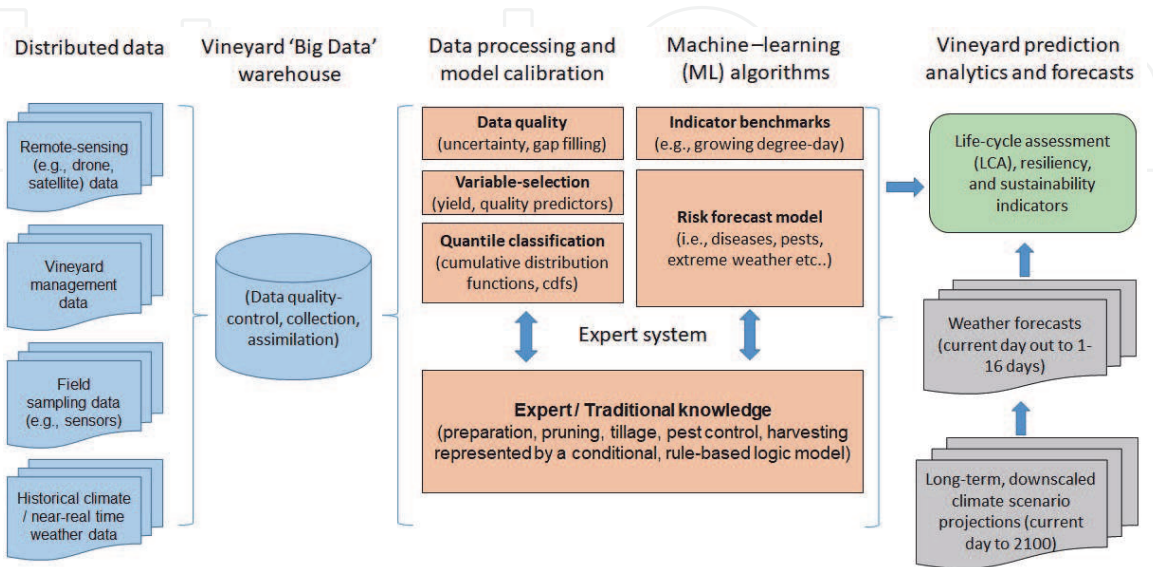 Distributed data
Remote-sensing
(e.g., drone,
satellite) data
Vineyard
management
data
Field
sampling data
(e.g., sensors)
Historical climate
/ near-real time
weather data
Vineyard ‘Big Data’
warehouse
(Data quality-
control, collection,
assimilation)
Data processing and
model calibration
Data quality
(uncertainty, gap filling)
Variable-selection
(yield, quality predictors)
Quantile classification
(cumulative distribution
functions, cdfs)
Machine –learning
(ML) algorithms
Indicator benchmarks
(e.g., growing degree-day)
Risk forecast model
(i.e., diseases, pests,
extreme weather etc..)
Expert system
Expert / Traditional knowledge
(preparation, pruning, tillage, pest control, harvesting
represented by a conditional, rule-based logic model)
Vineyard prediction
analytics and forecasts
Life-cycle assessment
(LCA), resiliency,
and sustainability
indicators
Weather forecasts
(current day out to 1-
16 days)
Long-term, downscaled
climate scenario
projections (current
day to 2100)